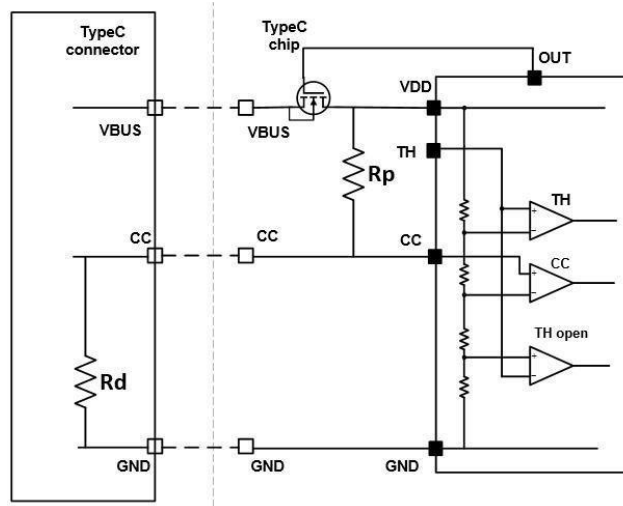 TypeC
connector
TypeC
chip
OUT
VDD
VBUS
VBUS
TH
TH
Rp
CC
CC
CC
CC
TH open
Rd
GND
GND
GND
+
−
+
−
+
−